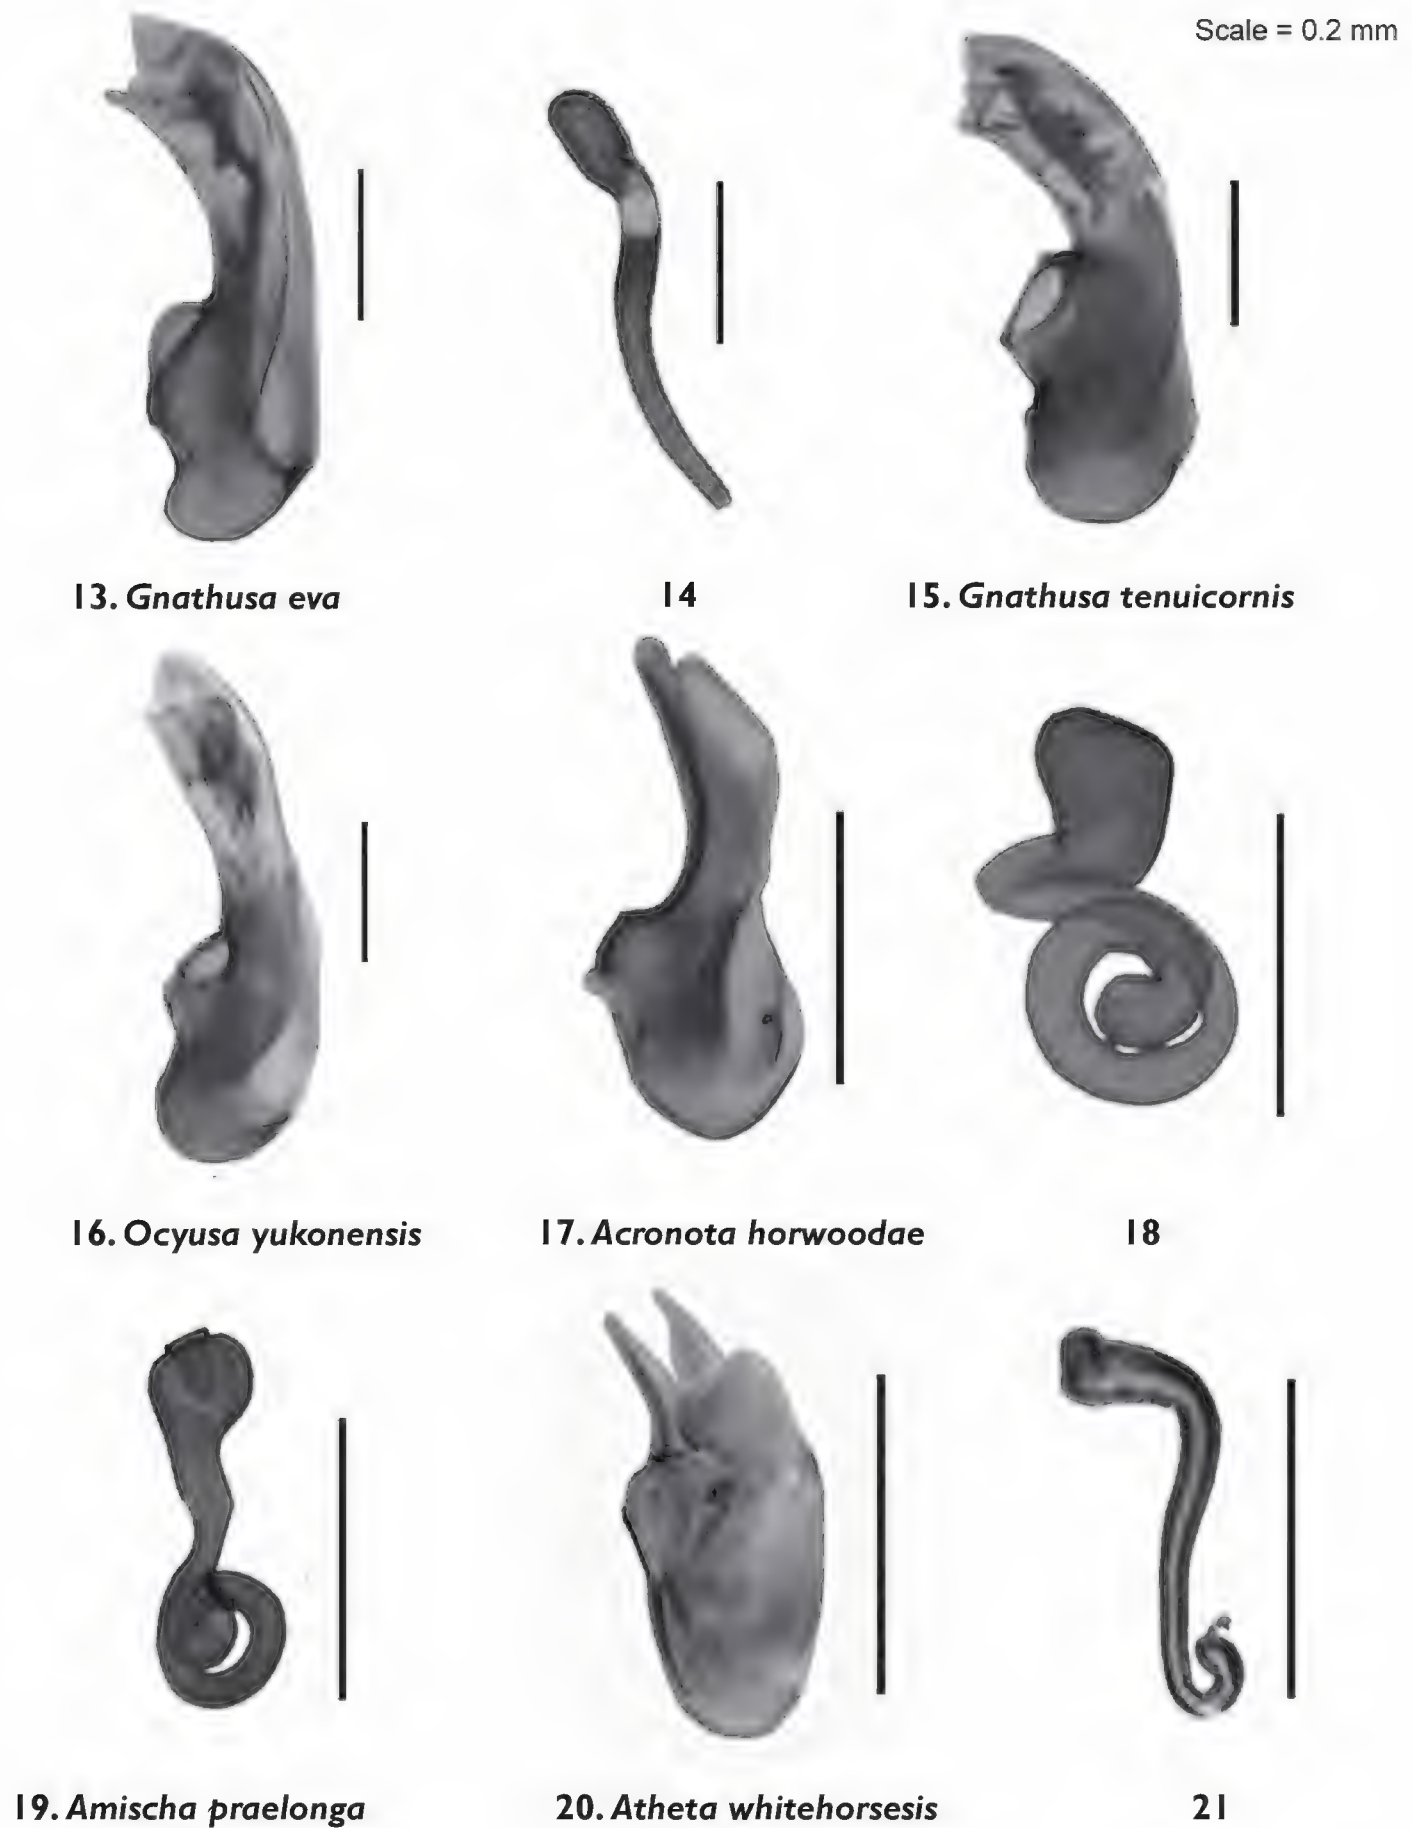 Scale = 0.2 mm
13. Gnathusa eva
14
15. Gnathusa tenuicornis
16. Ocyusa yukonensis
17. Acronota horwoodae
18
19. Amischa praelonga
20. Atheta whitehorsesis
21